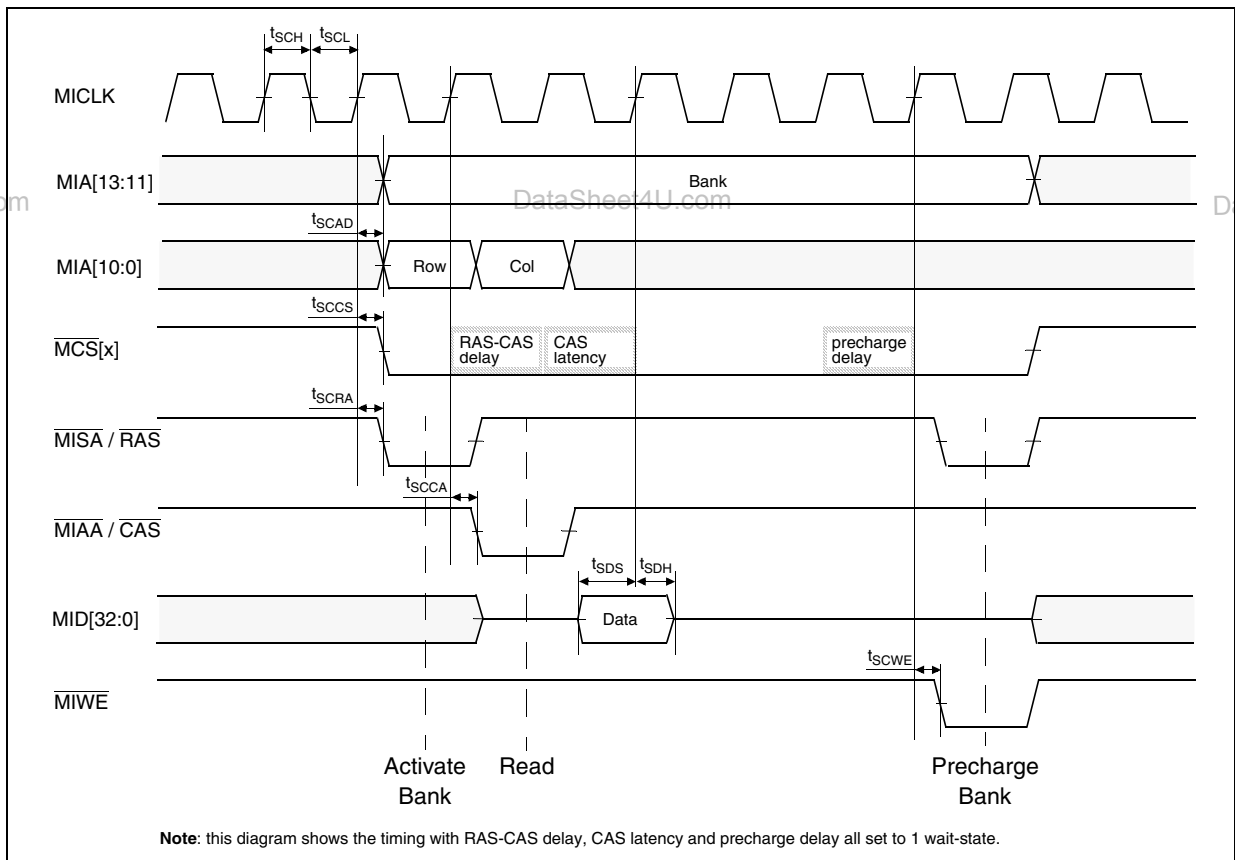 tSCH
tSCL
MICLK
MIA[13:11]
Bank
om
DataSheet4U.com
Da
tSCAD
MIA[10:0]
Row
Col
tSCCS
MCS[x]
RAS-CAS
delay
CAS
latency
precharge
delay
tSCRA
MISA / RAS
tSCCA
MIAA / CAS
tSDS
tSDH
MID[32:0]
Data
tSCWE
MIWE
Activate
Bank
Read
Precharge
Bank
Note: this diagram shows the timing with RAS-CAS delay, CAS latency and precharge delay all set to 1 wait-state.